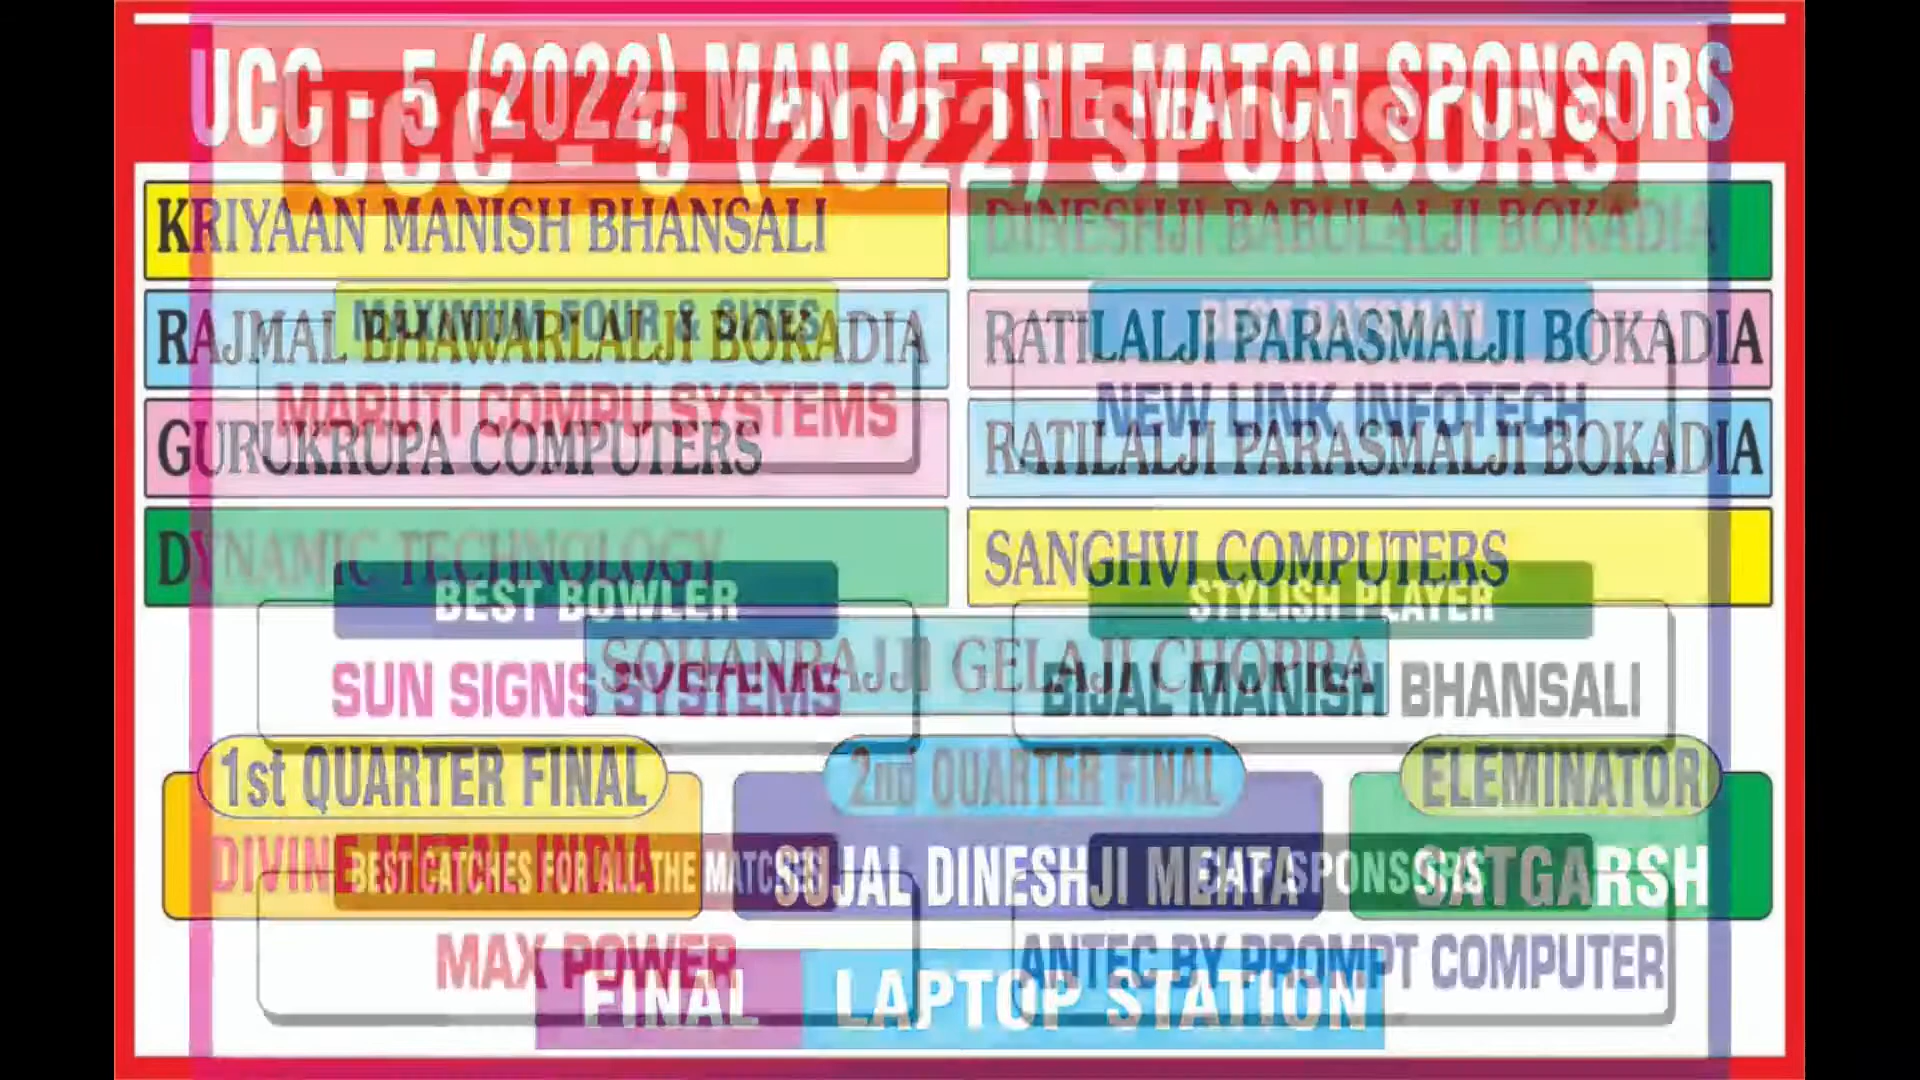 UCC - 5 (2022) MAN OF THE MATCH SPONSORS
UCC - 5 (2022) SPONSORS
KRIYAAN MANISH BHANSALI
DINESHJI BABULALJI BOKADIA
MAXIMUM FOUR & SIXES
BEST BATSMAN
RAJMAL BHAWARLALJI BOKADIA
RATILALJI PARASMALJI BOKADIA
MARUTI COMPU SYSTEMS
NEW LINK INFOTECH
GURUKRUPA COMPUTERS
RATILALJI PARASMALJI BOKADIA
DYNAMIC TECHNOLOGY
SANGHVI COMPUTERS
BEST BOWLER
STYLISH PLAYER
SOHANRAJJI GELAJI CHOPRA
SUN SIGNS SYSTEMS
BIJAL MANISH BHANSALI
1st QUARTER FINAL
2nd QUARTER FINAL
ELEMINATOR
DIVINE METAL INDIA
SUJAL DINESHJI MEHTA
SATGARSH
BEST CATCHES FOR ALL THE MATCHES
CAP SPONSORS
MAX POWER
ANTEC BY PROMPT COMPUTER
FINAL
LAPTOP STATION